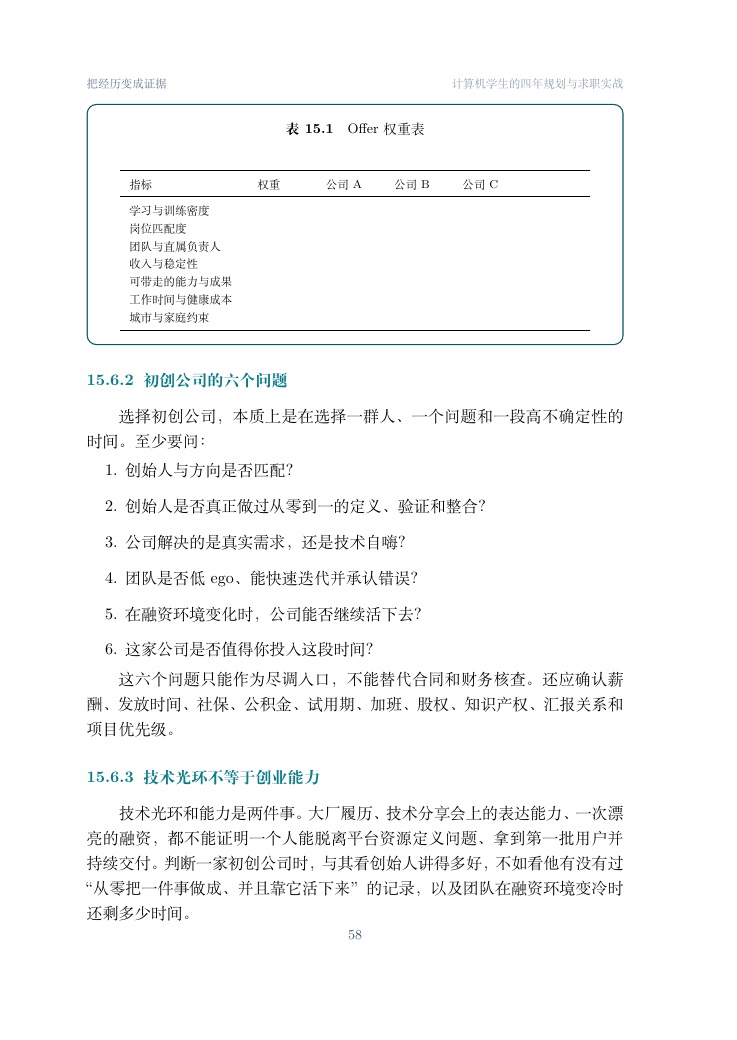 把经历变成证据
计算机学生的四年规划与求职实战
表 15.1 Offer 权重表
指标 权重 公司 A 公司 B 公司 C
学习与训练密度
岗位匹配度
团队与直属负责人
收入与稳定性
可带走的能力与成果
工作时间与健康成本
城市与家庭约束
15.6.2 初创公司的六个问题
选择初创公司，本质上是在选择一群人、一个问题和一段高不确定性的
时间。至少要问：
1. 创始人与方向是否匹配？
2. 创始人是否真正做过从零到一的定义、验证和整合？
3. 公司解决的是真实需求，还是技术自嗨？
4. 团队是否低 ego、能快速迭代并承认错误？
5. 在融资环境变化时，公司能否继续活下去？
6. 这家公司是否值得你投入这段时间？
这六个问题只能作为尽调入口，不能替代合同和财务核查。还应确认薪
酬、发放时间、社保、公积金、试用期、加班、股权、知识产权、汇报关系和
项目优先级。
15.6.3 技术光环不等于创业能力
技术光环和能力是两件事。大厂履历、技术分享会上的表达能力、一次漂
亮的融资，都不能证明一个人能脱离平台资源定义问题、拿到第一批用户并
持续交付。判断一家初创公司时，与其看创始人讲得多好，不如看他有没有过
“从零把一件事做成、并且靠它活下来”的记录，以及团队在融资环境变冷时
还剩多少时间。
58